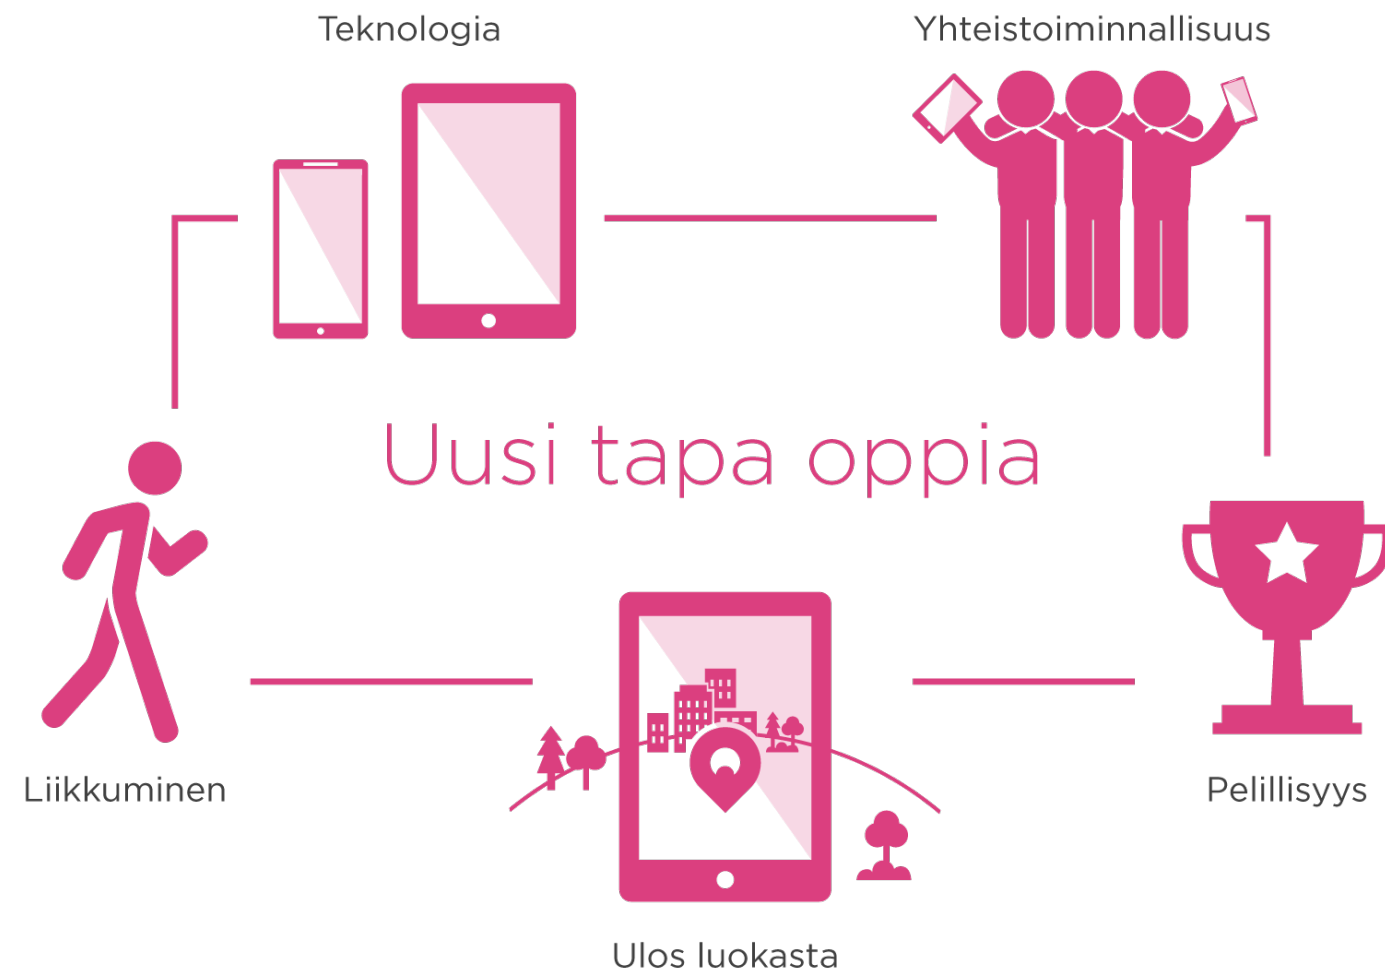 Teknologia
Yhteistoiminnallisuus
Uusi tapa oppia
Liikkuminen
Pelillisyys
Ulos luokasta